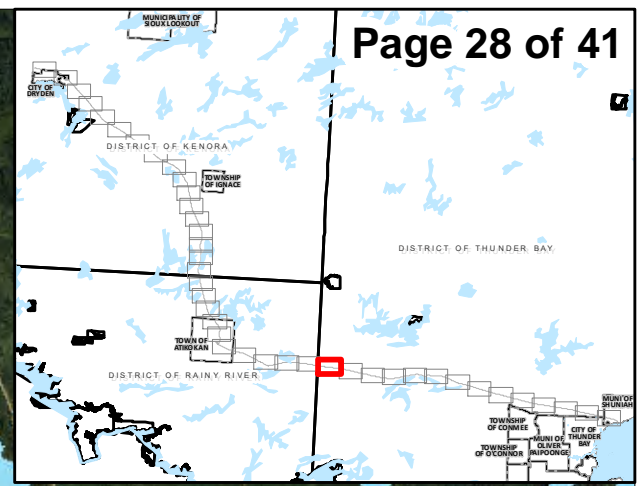 MUNICIPALITY OF
SIOUX LOOKOUT
Page 28 of 41
CITY OF
DRYDEN
DISTRICT OF KENORA
TOWNSHIP
OF IGNACE
DISTRICT OF THUNDER BAY
TOWN OF
ATIKOKAN
DISTRICT OF RAINY RIVER
MUNI OF
SHUNIAH
TOWNSHIP
OF CONMEE
CITY OF
THUNDER
BAY
MUNI OF
OLIVER
PAIPOONGE
TOWNSHIP
OF O'CONNOR